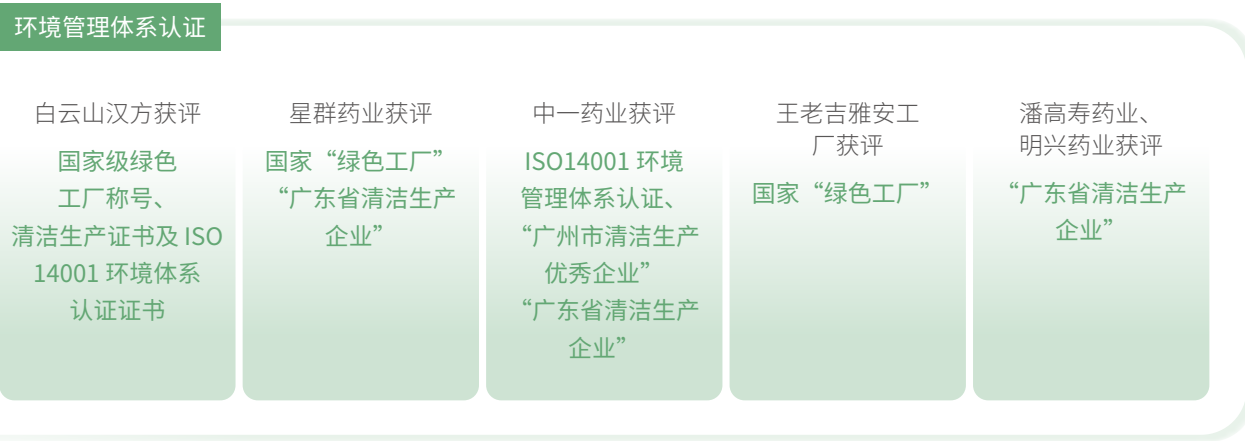 环境管理体系认证
白云山汉方获评
国家级绿色
工厂称号、
清洁生产证书及 ISO
14001 环境体系
认证证书
星群药业获评
国家“绿色工厂”
“广东省清洁生产
企业”
中一药业获评
ISO14001 环境
管理体系认证、
“广州市清洁生产
优秀企业”
“广东省清洁生产
企业”
王老吉雅安工
厂获评
国家“绿色工厂”
潘高寿药业、
明兴药业获评
“广东省清洁生产
企业”